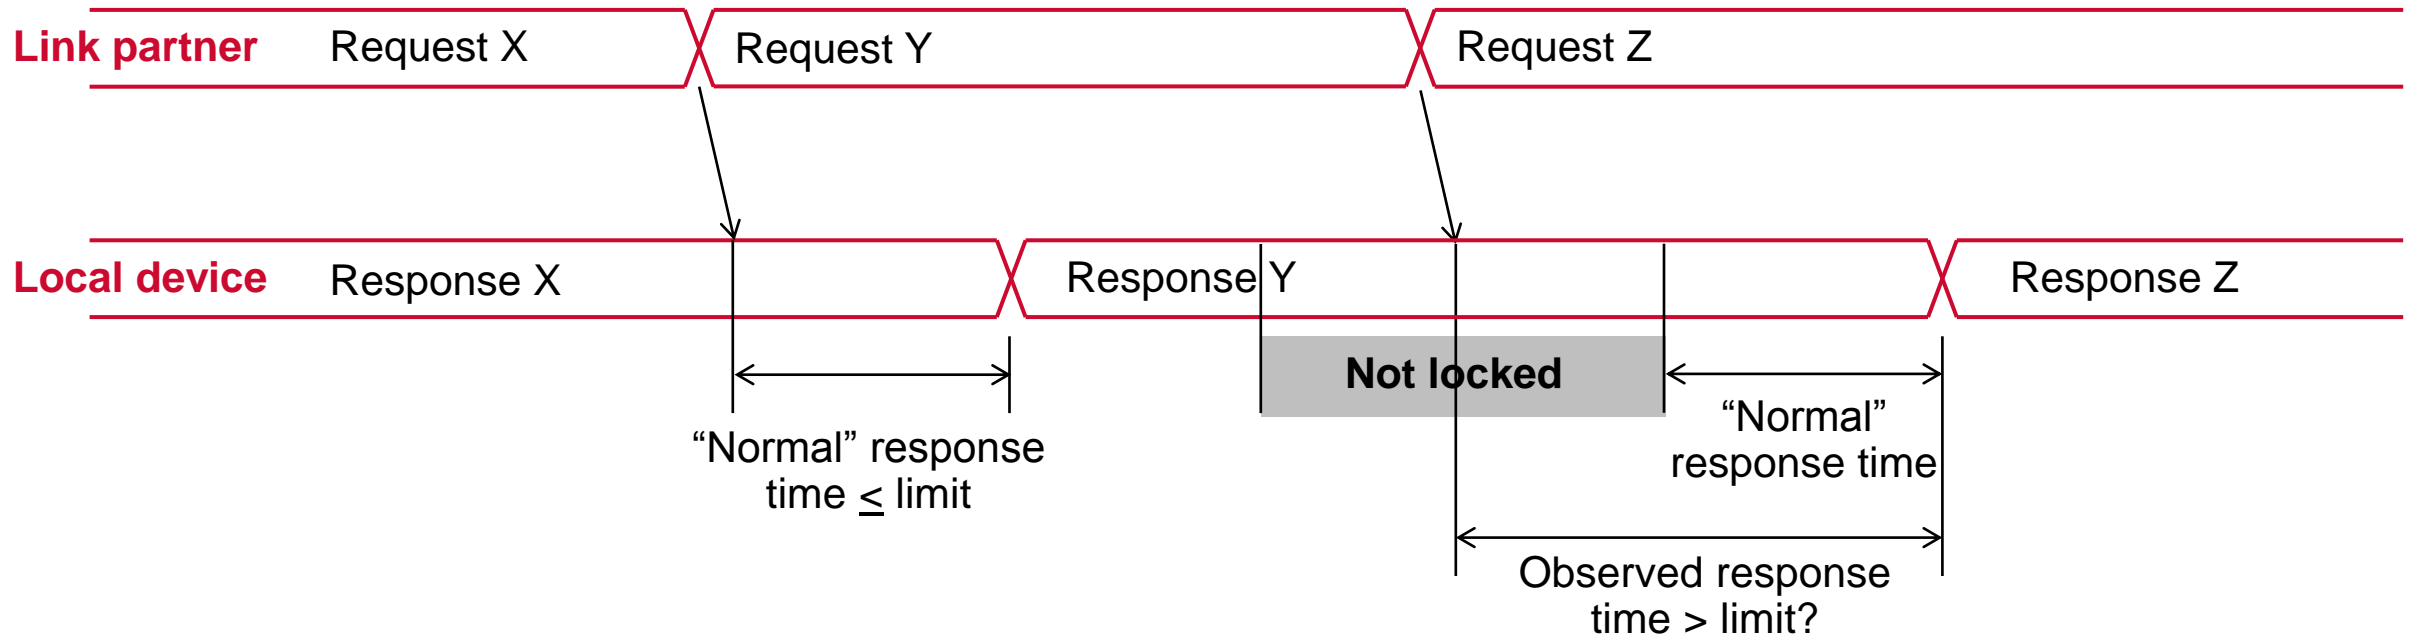 Link partner Request X Request Y Request Z
Local device Response X Response Y Response Z
Not locked
“Normal” response
time ≤ limit
“Normal”
response time
Observed response
time > limit?